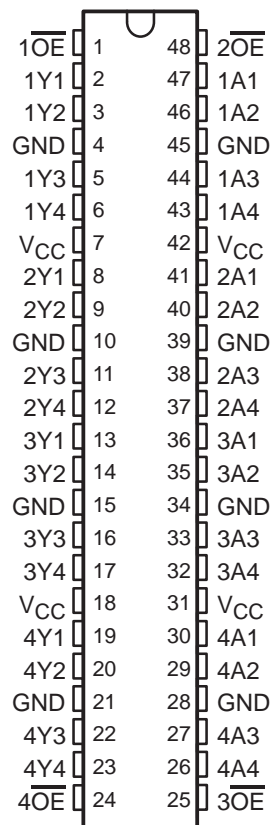 1O̅E̅ 1 48 2O̅E̅
1Y1 2 47 1A1
1Y2 3 46 1A2
GND 4 45 GND
1Y3 5 44 1A3
1Y4 6 43 1A4
VCC 7 42 VCC
2Y1 8 41 2A1
2Y2 9 40 2A2
GND 10 39 GND
2Y3 11 38 2A3
2Y4 12 37 2A4
3Y1 13 36 3A1
3Y2 14 35 3A2
GND 15 34 GND
3Y3 16 33 3A3
3Y4 17 32 3A4
VCC 18 31 VCC
4Y1 19 30 4A1
4Y2 20 29 4A2
GND 21 28 GND
4Y3 22 27 4A3
4Y4 23 26 4A4
4O̅E̅ 24 25 3O̅E̅